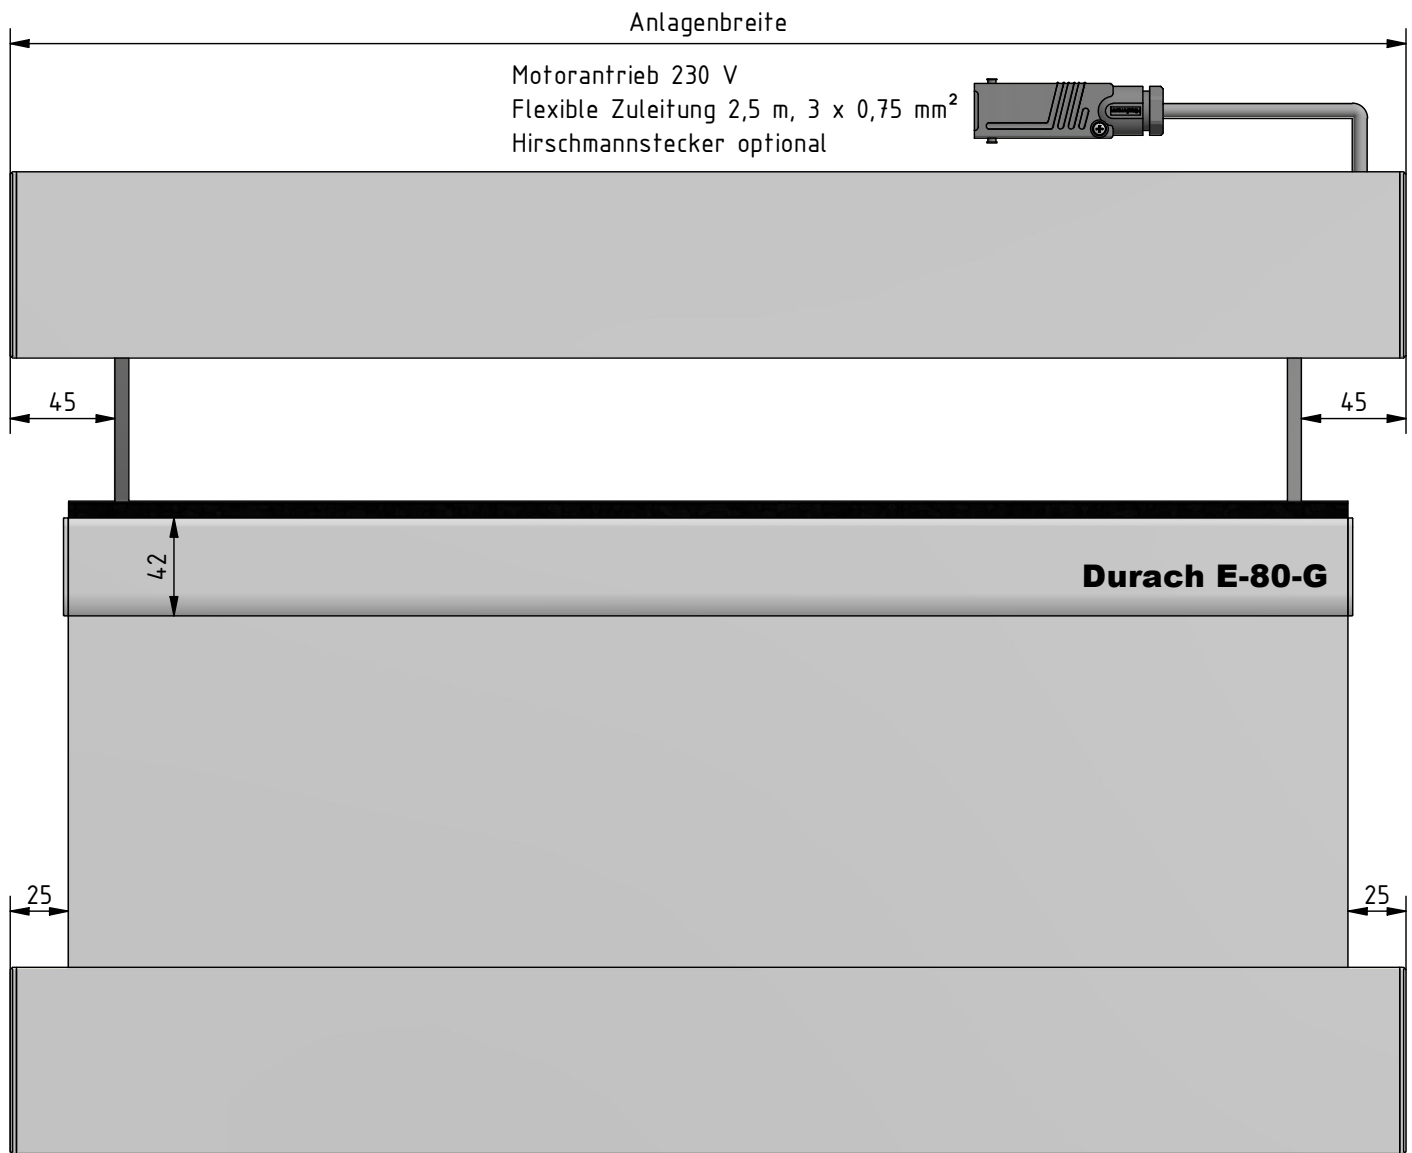 Anlagenbreite
Motorantrieb 230 V
Flexible Zuleitung 2,5 m, 3 x 0,75 mm²
Hirschmannstecker optional
45
45
42
Durach E-80-G
25
25